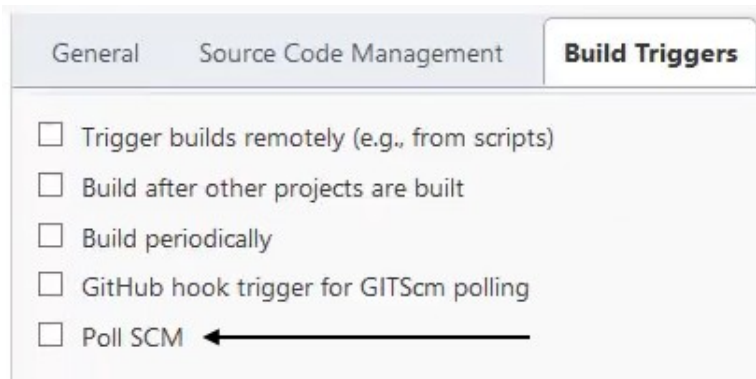 General Source Code Management Build Triggers
Trigger builds remotely (e.g., from scripts)
Build after other projects are built
Build periodically
GitHub hook trigger for GITScm polling
Poll SCM